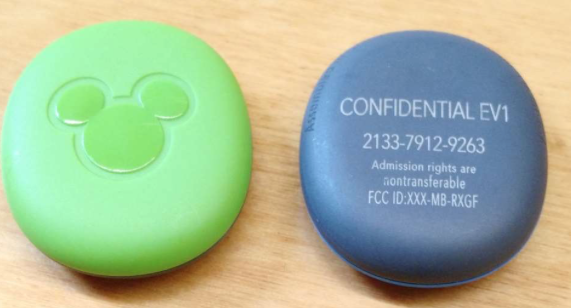 CONFIDENTIAL EV1
2133-7912-9263
Admission rights are
nontransferable
FCC ID:XXX-MB-RXGF